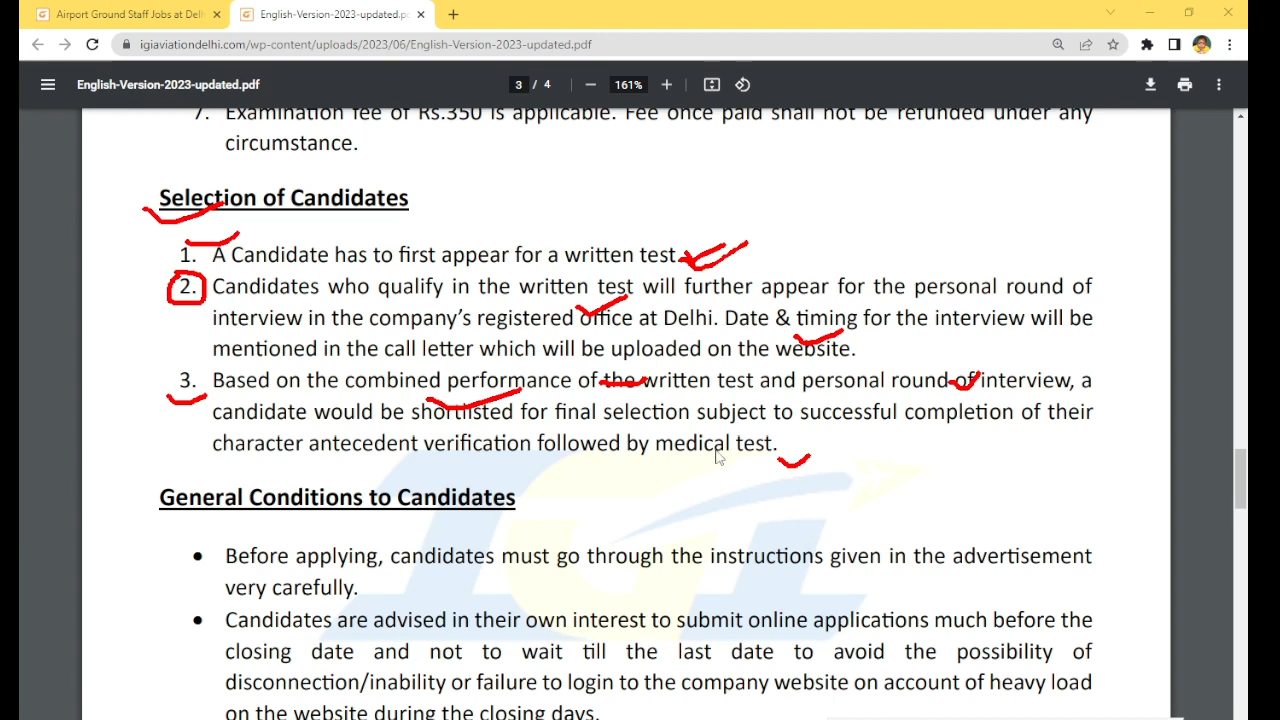 Airport Ground Staff Jobs at Delh
English-Version-2023-updated.pd
igiaviationdelhi.com/wp-content/uploads/2023/06/English-Version-2023-updated.pdf
English-Version-2023-updated.pdf
3 / 4
161%
7. Examination fee of Rs.350 is applicable. Fee once paid shall not be refunded under any
circumstance.
Selection of Candidates
1. A Candidate has to first appear for a written test.
2. Candidates who qualify in the written test will further appear for the personal round of
interview in the company’s registered office at Delhi. Date & timing for the interview will be
mentioned in the call letter which will be uploaded on the website.
3. Based on the combined performance of the written test and personal round of interview, a
candidate would be shortlisted for final selection subject to successful completion of their
character antecedent verification followed by medical test.
General Conditions to Candidates
• Before applying, candidates must go through the instructions given in the advertisement
very carefully.
• Candidates are advised in their own interest to submit online applications much before the
closing date and not to wait till the last date to avoid the possibility of
disconnection/inability or failure to login to the company website on account of heavy load
on the website during the closing days.
IGI